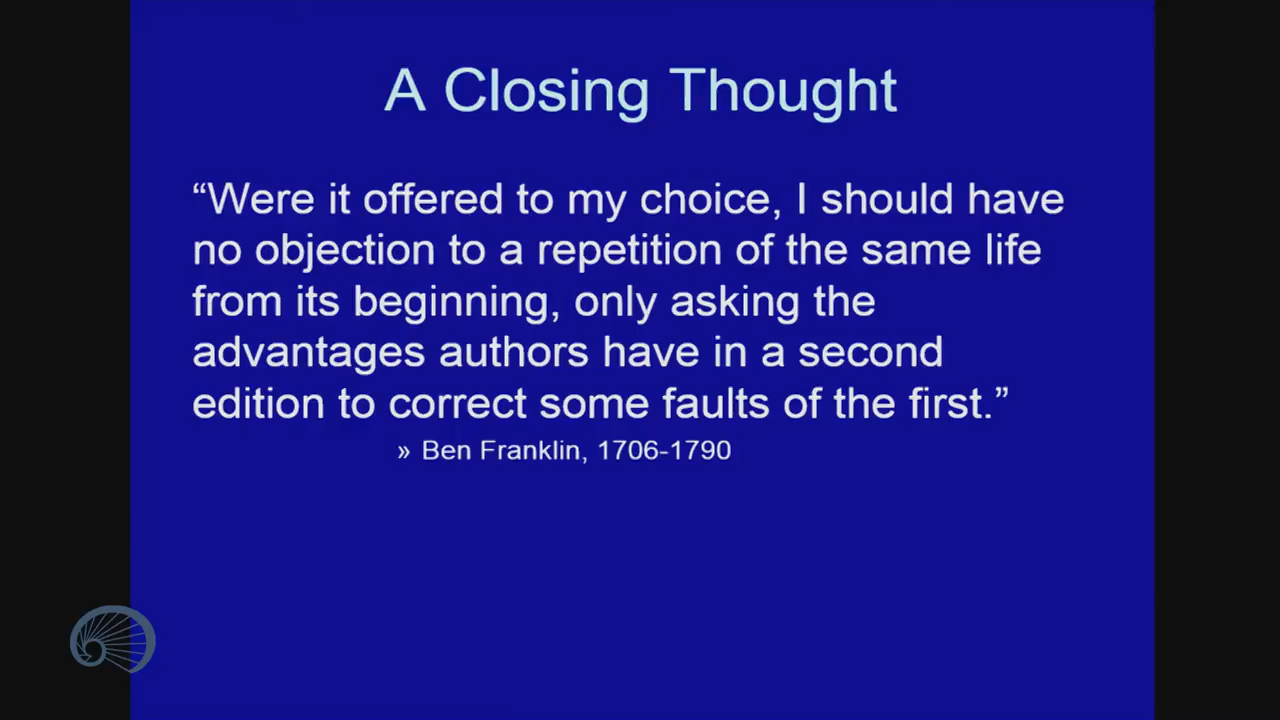 A Closing Thought
“Were it offered to my choice, I should have
no objection to a repetition of the same life
from its beginning, only asking the
advantages authors have in a second
edition to correct some faults of the first.”
» Ben Franklin, 1706-1790